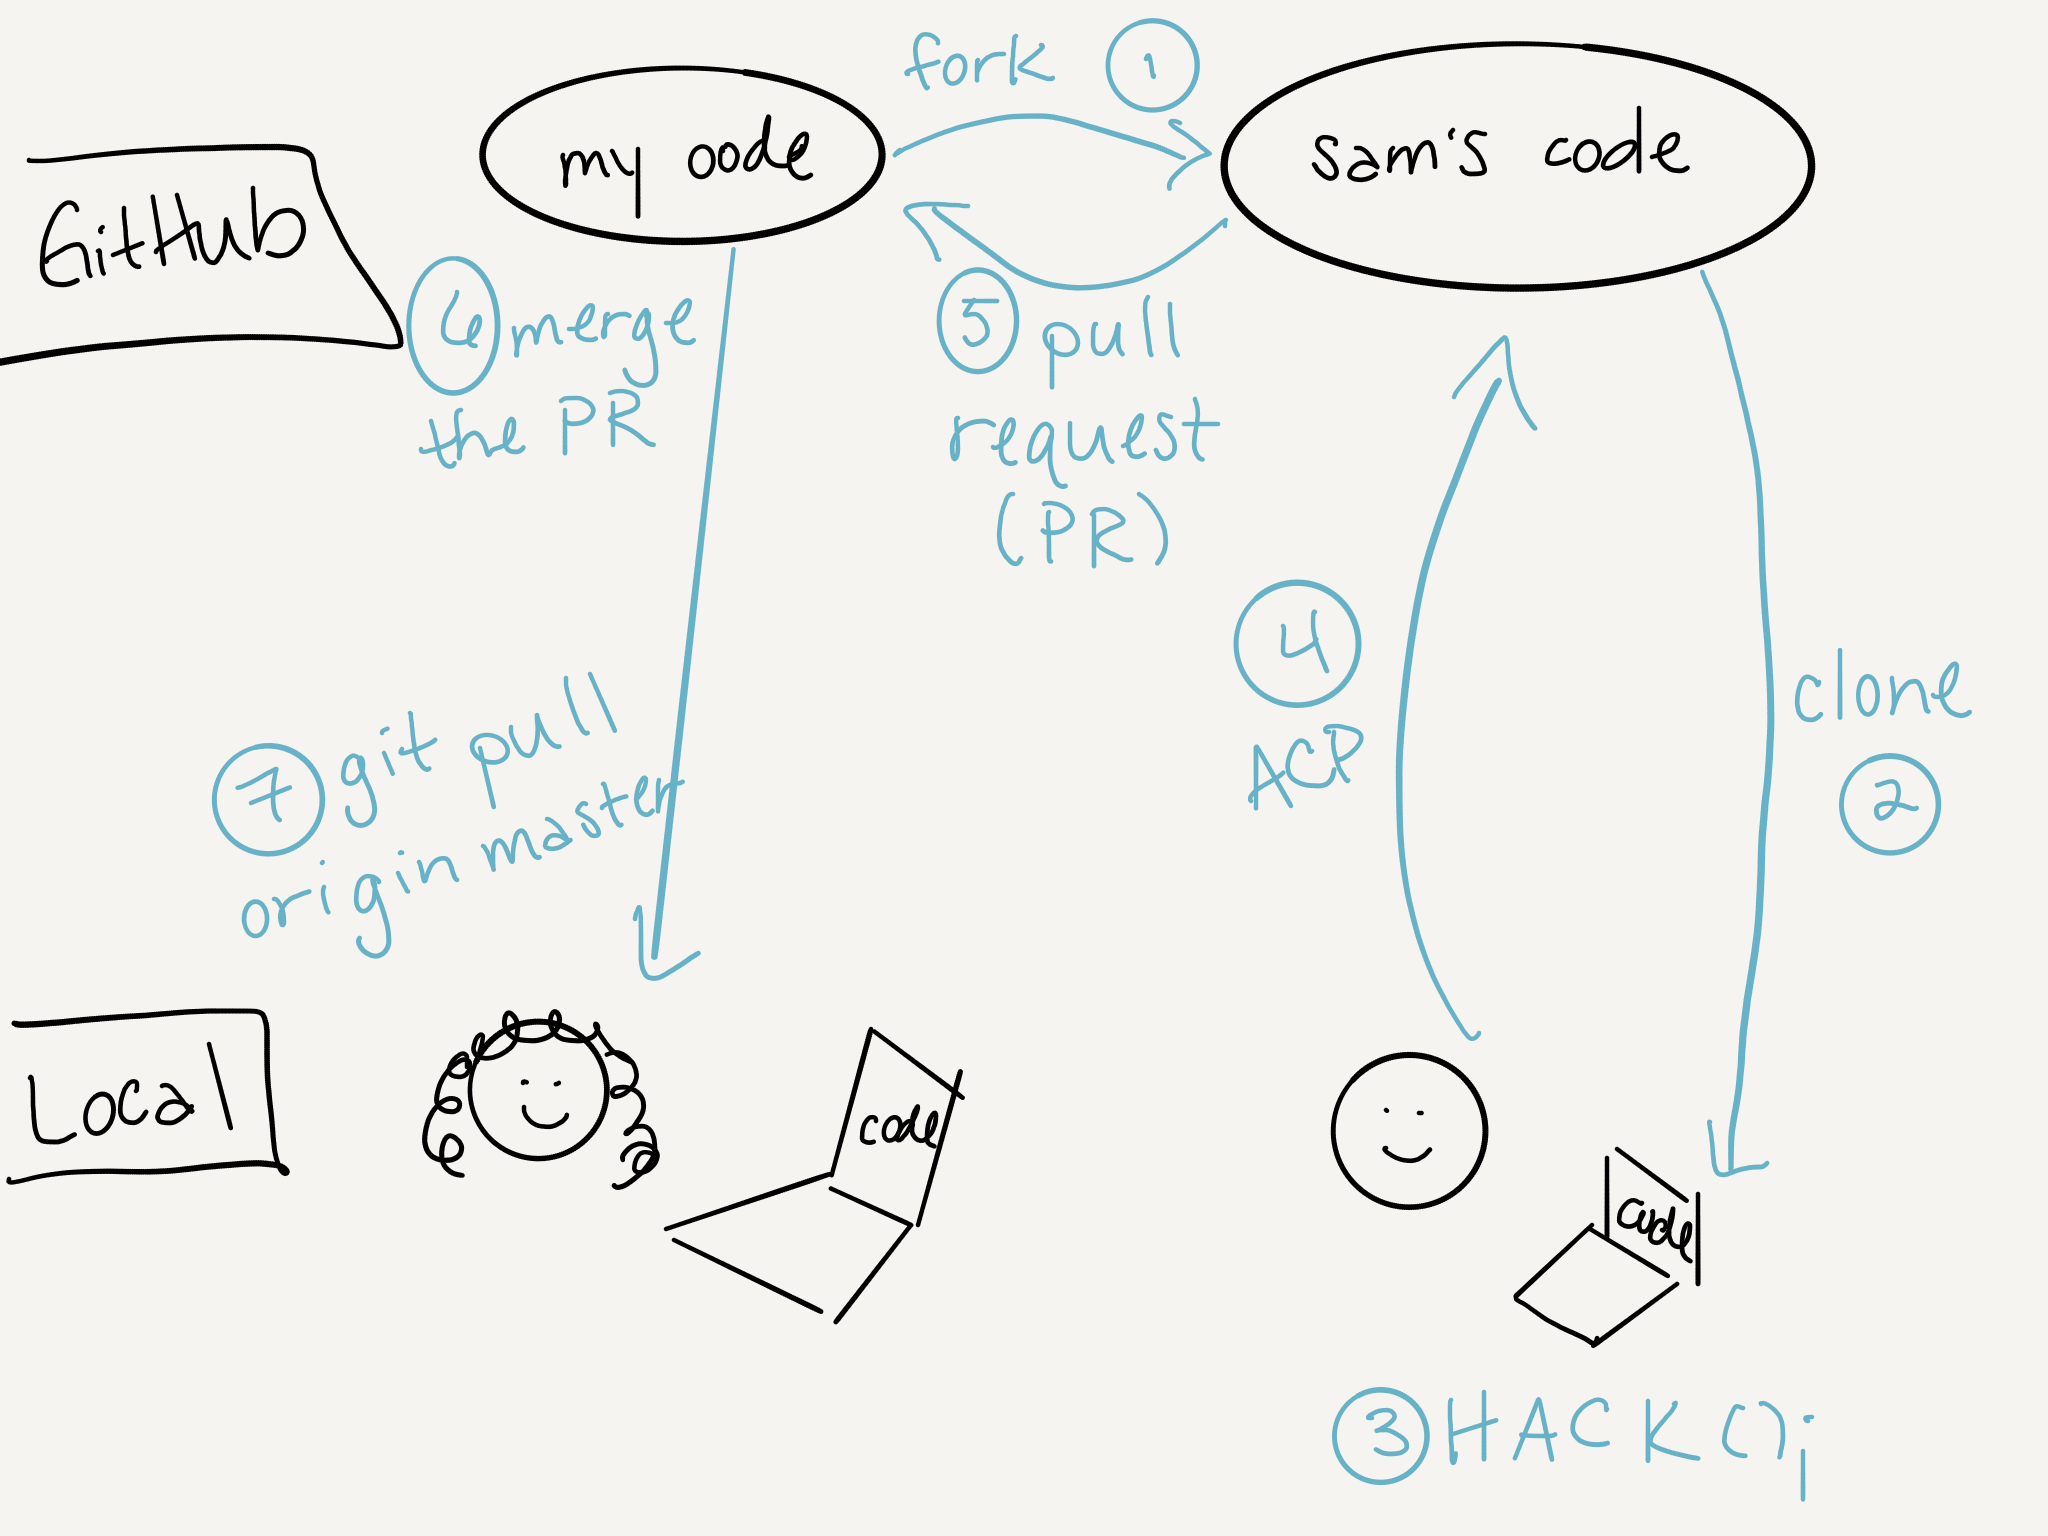 fork 1
my oode
sam's code
GitHub
6 merge
the PR
5 pull
request
(PR)
4
ACP
clone
2
7 git pull
origin master
Local
code
code
3 HACK();